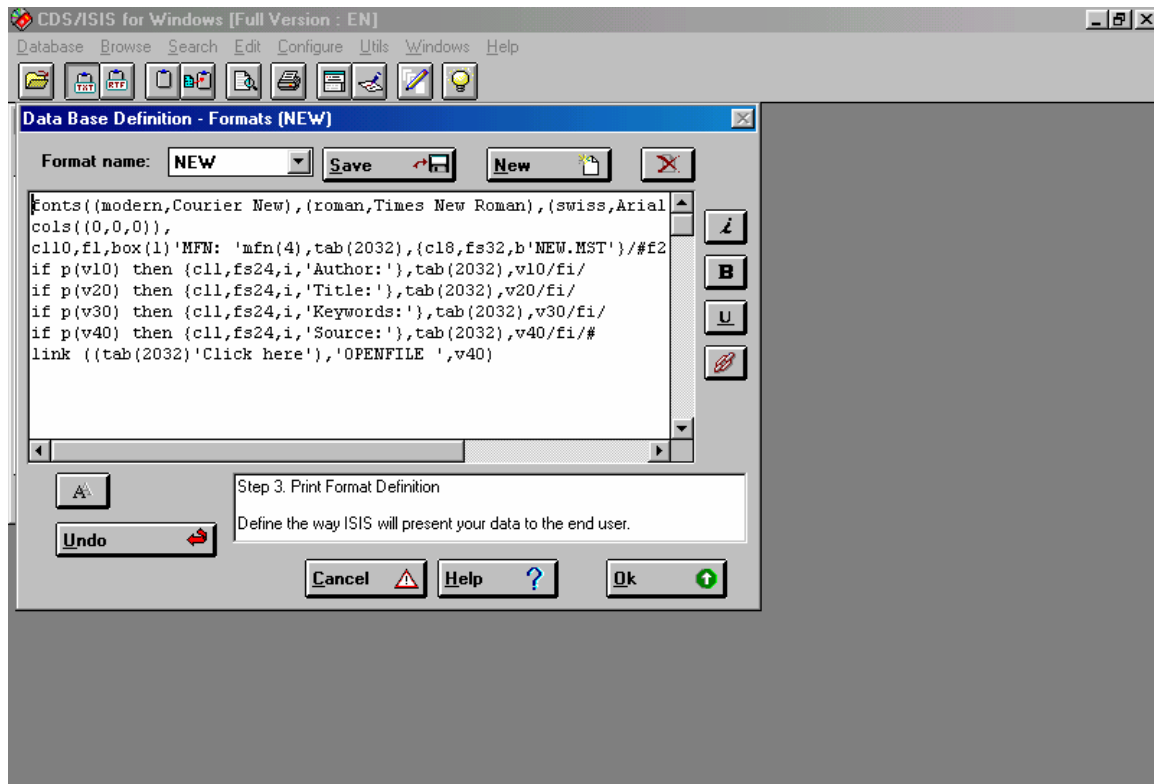 CDS/ISIS for Windows [Full Version : EN]
Database Browse Search Edit Configure Utils Windows Help
TXT RTF
Data Base Definition - Formats (NEW)
Format name: NEW Save New
fonts((modern,Courier New),(roman,Times New Roman),(swiss,Arial
cols((0,0,0)),
cl10,f1,box(1)'MFN: 'mfn(4),tab(2032),{cl8,fs32,b'NEW.MST'}/#f2
if p(v10) then {cl1,fs24,i,'Author:'},tab(2032),v10/fi/
if p(v20) then {cl1,fs24,i,'Title:'},tab(2032),v20/fi/
if p(v30) then {cl1,fs24,i,'Keywords:'},tab(2032),v30/fi/
if p(v40) then {cl1,fs24,i,'Source:'},tab(2032),v40/fi/#
link ((tab(2032)'Click here'),'OPENFILE ',v40)
i
B
U
A
Step 3. Print Format Definition
Define the way ISIS will present your data to the end user.
Undo
Cancel Help ? Ok